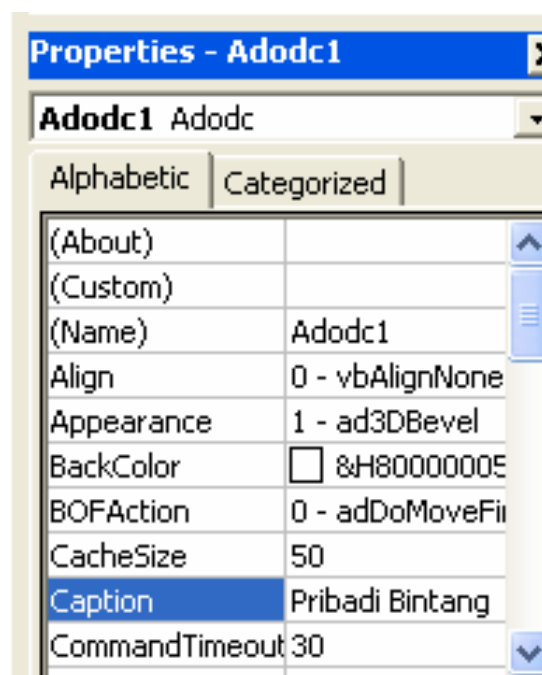 Properties - Adodc1
Adodc1 Adodc
Alphabetic Categorized
(About)
(Custom)
(Name) Adodc1
Align 0 - vbAlignNone
Appearance 1 - ad3DBevel
BackColor &H80000005
BOFAction 0 - adDoMoveFi
CacheSize 50
Caption Pribadi Bintang
CommandTimeout 30